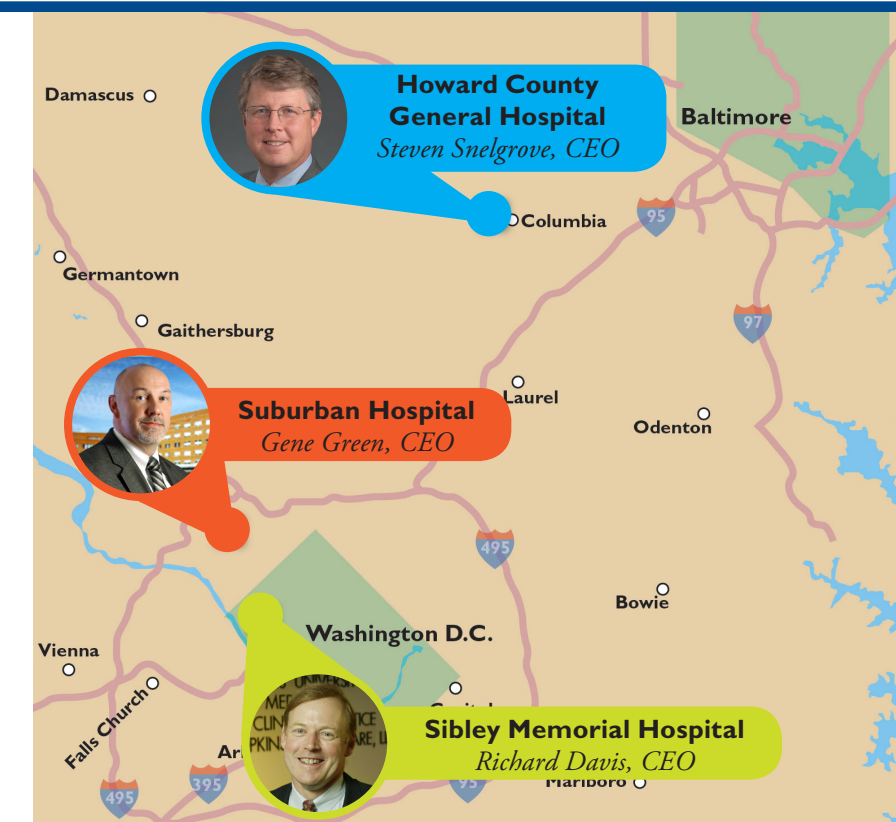 Howard County
General Hospital
Steven Snelgrove, CEO
Damascus
Baltimore
Columbia
95
Germantown
97
Gaithersburg
Laurel
Suburban Hospital
Gene Green, CEO
Odenton
495
Bowie
Washington D.C.
Vienna
Falls Church
Sibley Memorial Hospital
Richard Davis, CEO
395
95
Marlboro
495